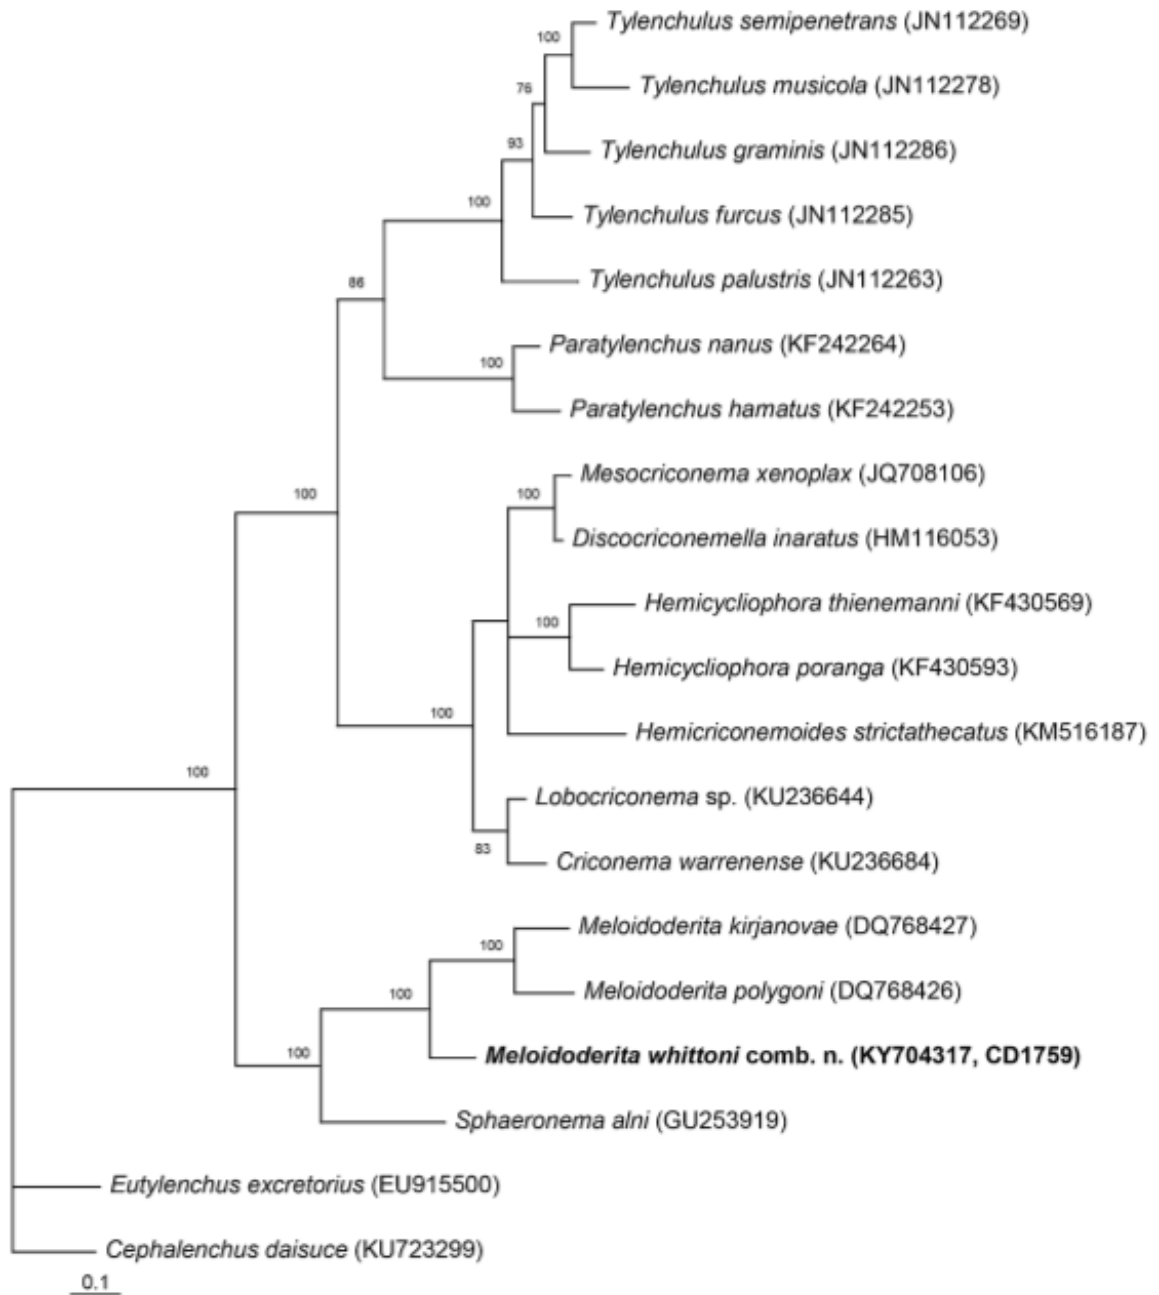 Tylenchulus semipenetrans (JN112269)
100
Tylenchulus musicola (JN112278)
76
Tylenchulus graminis (JN112286)
93
Tylenchulus furcus (JN112285)
100
Tylenchulus palustris (JN112263)
86
Paratylenchus nanus (KF242264)
100
Paratylenchus hamatus (KF242253)
Mesocriconema xenoplax (JQ708106)
100
100
Discocriconemella inaratus (HM116053)
Hemicycliophora thienemanni (KF430569)
100
Hemicycliophora poranga (KF430593)
100
Hemicriconemoides strictathecatus (KM516187)
100
Lobocriconema sp. (KU236644)
83
Criconema warrenense (KU236684)
Meloidoderita kirjanovae (DQ768427)
100
Meloidoderita polygoni (DQ768426)
100
100
Meloidoderita whittoni comb. n. (KY704317, CD1759)
Sphaeronema alni (GU253919)
Eutylenchus excretorius (EU915500)
Cephalenchus daisuce (KU723299)
0.1